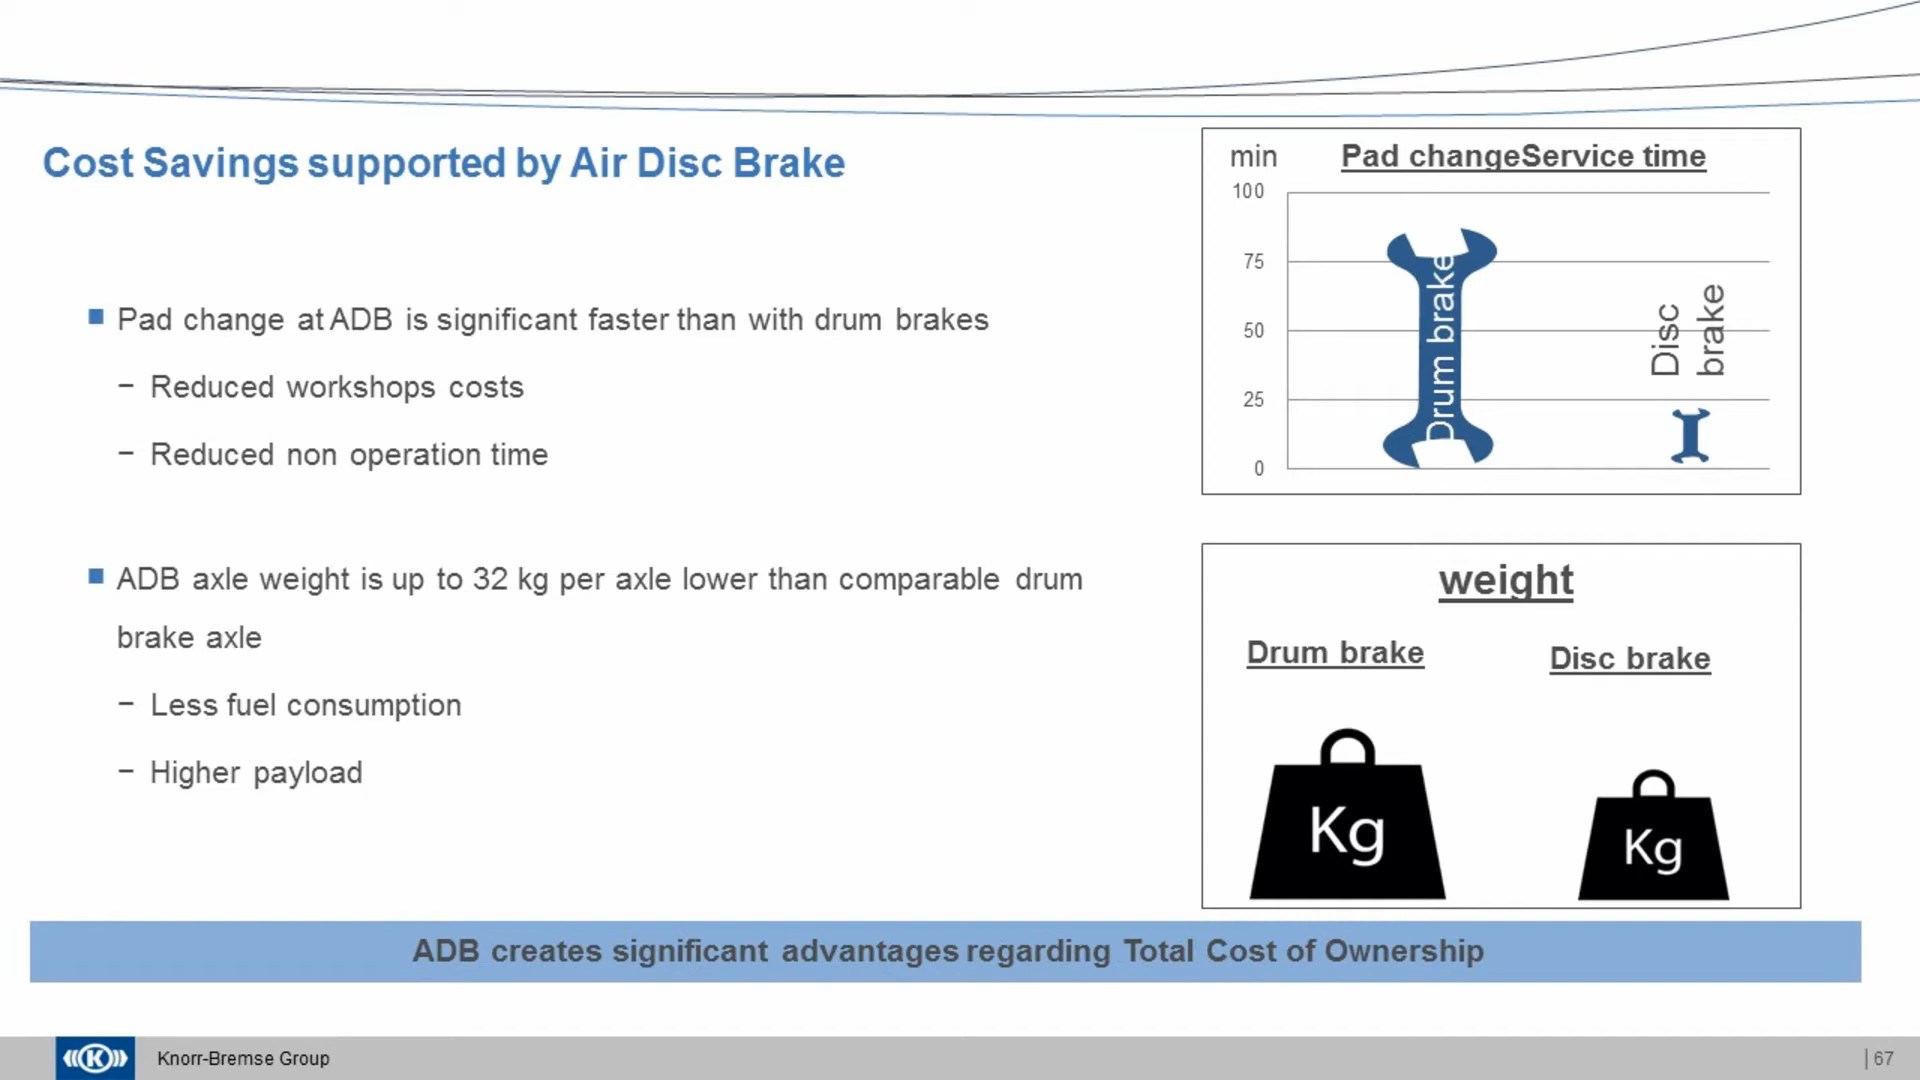 Cost Savings supported by Air Disc Brake
Pad change at ADB is significant faster than with drum brakes
− Reduced workshops costs
− Reduced non operation time
ADB axle weight is up to 32 kg per axle lower than comparable drum
brake axle
− Less fuel consumption
− Higher payload
min
Pad changeService time
100
75
50
25
0
Drum brake
Disc
brake
weight
Drum brake
Disc brake
Kg
Kg
ADB creates significant advantages regarding Total Cost of Ownership
K
Knorr-Bremse Group
| 67